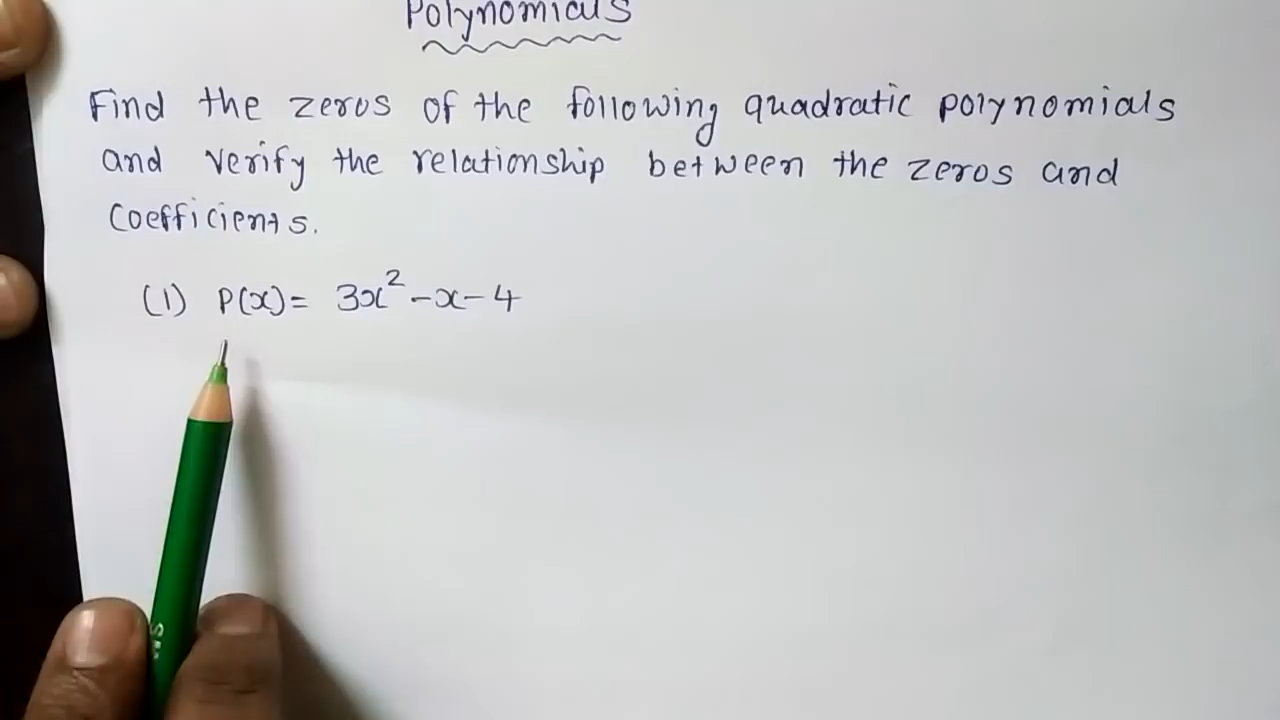 Polynomials
Find the zeros of the following quadratic polynomials
and verify the relationship between the zeros and
coefficients.
(1) P(x) = 3x² - x - 4